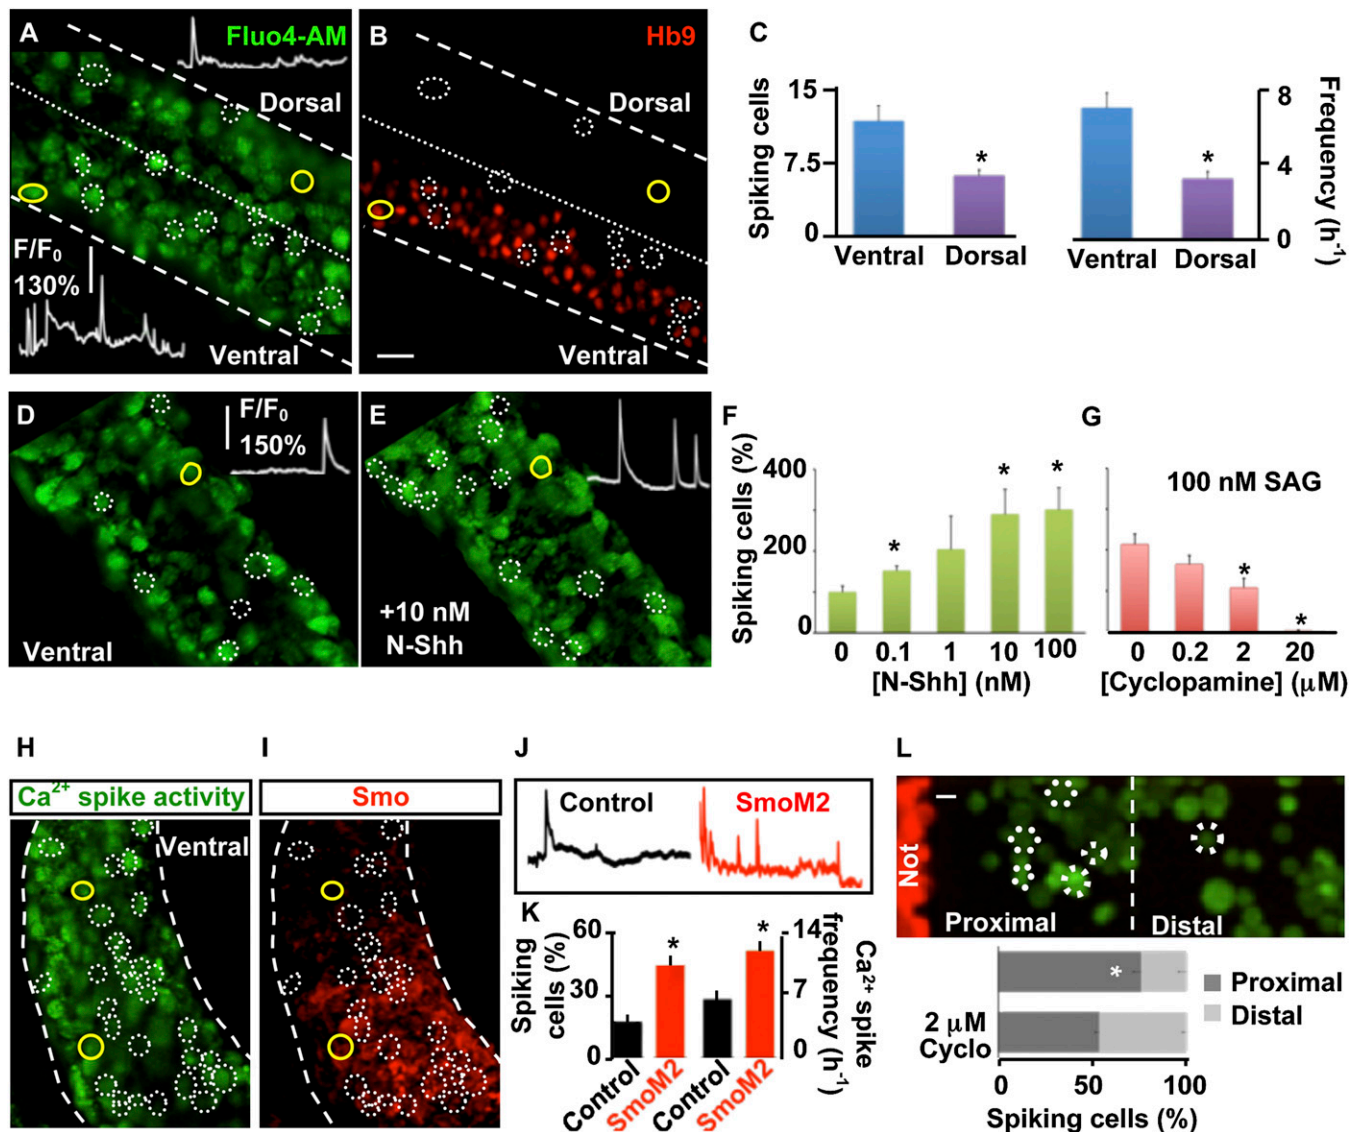 A
Fluo4-AM
Dorsal
F/F₀
130%
Ventral
B
Hb9
Dorsal
Ventral
C
Spiking cells
15
7.5
0
*
Ventral Dorsal
*
Ventral Dorsal
8
4
0
Frequency (h⁻¹)
D
F/F₀
150%
Ventral
E
+10 nM
N-Shh
F
Spiking cells (%)
400
200
0
* * *
0 0.1 1 10 100
[N-Shh] (nM)
G
100 nM SAG
* *
0 0.2 2 20
[Cyclopamine] (μM)
H
Ca²⁺ spike activity
Ventral
I
Smo
J
Control SmoM2
K
Spiking
cells (%)
60
30
0
* *
Control SmoM2 Control SmoM2
14
7
0
Ca²⁺ spike
frequency (h⁻¹)
L
Not
Proximal Distal
*
2 μM
Cyclo
Proximal
Distal
0 50 100
Spiking cells (%)